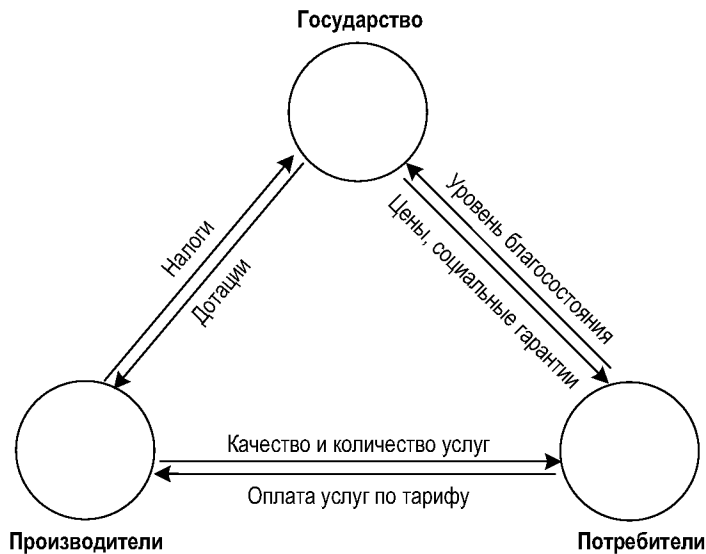 Государство
Налоги
Дотации
Уровень благосостояния
Цены, социальные гарантии
Качество и количество услуг
Оплата услуг по тарифу
Производители
Потребители